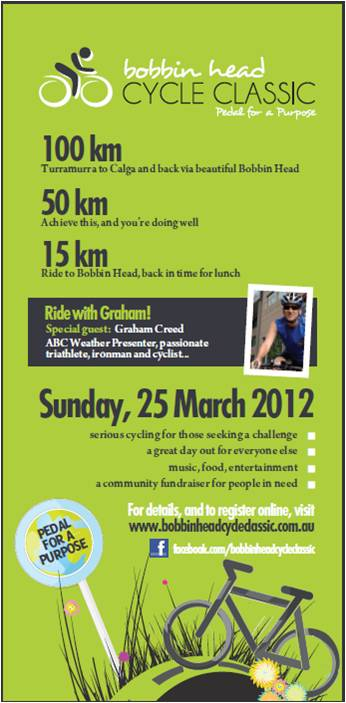 bobbin head
CYCLE CLASSIC
Pedal for a Purpose
100 km
Turramurra to Calga and back via beautiful Bobbin Head
50 km
Achieve this, and you're doing well
15 km
Ride to Bobbin Head, back in time for lunch
Ride with Graham!
Special guest: Graham Creed
ABC Weather Presenter, passionate
triathlete, ironman and cyclist...
Sunday, 25 March 2012
serious cycling for those seeking a challenge
a great day out for everyone else
music, food, entertainment
a community fundraiser for people in need
For details, and to register online, visit
www.bobbinheadcycleclassic.com.au
f facebook.com/bobbinheadcycleclassic
PEDAL
FOR A
PURPOSE